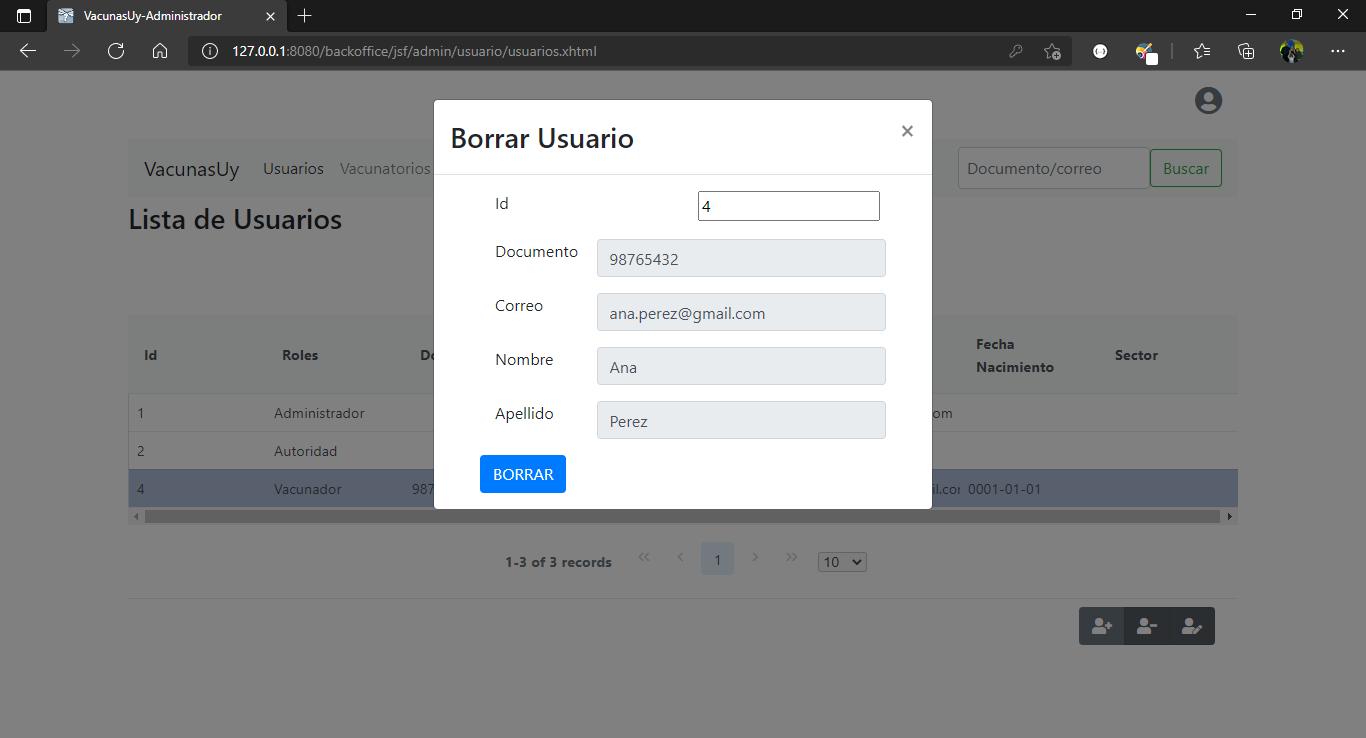 VacunasUy-Administrador
127.0.0.1:8080/backoffice/jsf/admin/usuario/usuarios.xhtml
Borrar Usuario
VacunasUy Usuarios Vacunatorios
Documento/correo Buscar
Lista de Usuarios
Id 4
Documento 98765432
Correo ana.perez@gmail.com
Nombre Ana
Apellido Perez
BORRAR
Id Roles Do Fecha Nacimiento Sector
1 Administrador om
2 Autoridad
4 Vacunador 987 il.cor 0001-01-01
1-3 of 3 records 1 10